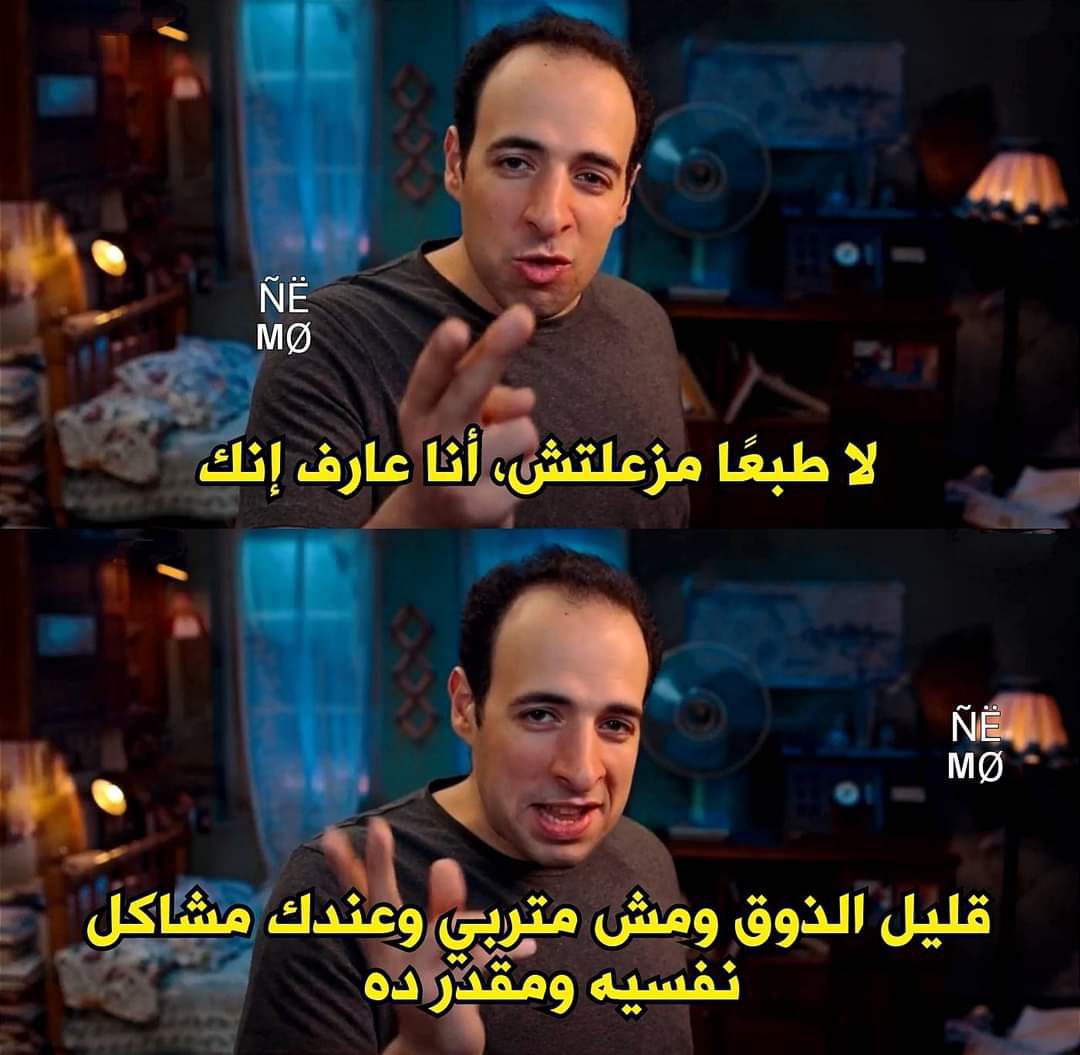 ÑË
MØ
لا طبعًا مزعلتش، أنا عارف إنك
ÑË
MØ
قليل الذوق ومش متربي وعندك مشاكل
نفسيه ومقدر ده